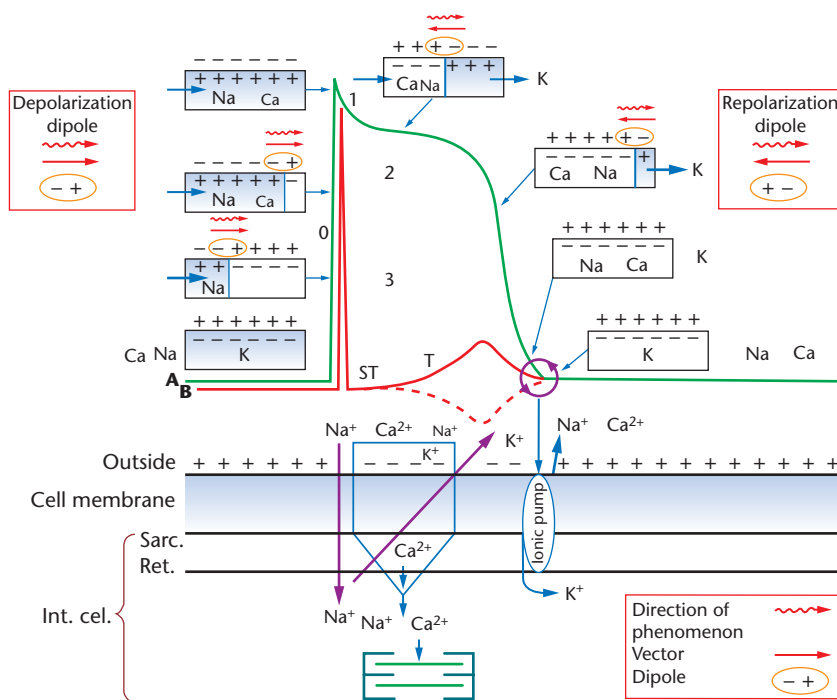 − − − − − −
+ + + + + +
Na Ca
+ + + − − −
− − − + + +
Ca Na
K
Depolarization
dipole
− +
Repolarization
dipole
+ −
1
− − − − − − +
+ + + + + + −
Na Ca
2
+ + + + + −
− − − − − − +
Ca Na
K
0
− − + + + +
+ + − − − −
Na
3
+ + + + + +
− − − − − −
Na Ca
K
+ + + + + +
− − − − − −
K
Ca Na
+ + + + + +
− − − − − −
K
Na Ca
A
B
ST
T
Na⁺ Ca²⁺ Na⁺
K⁺
K⁺
Na⁺ Ca²⁺
Outside
+ + + + + + − − − − − − + + + + + + + + + + +
Cell membrane
Ionic pump
Sarc.
Ca²⁺
Ret.
K⁺
Int. cel.
Na⁺ Na⁺ Ca²⁺
Direction of
phenomenon
Vector
Dipole − +